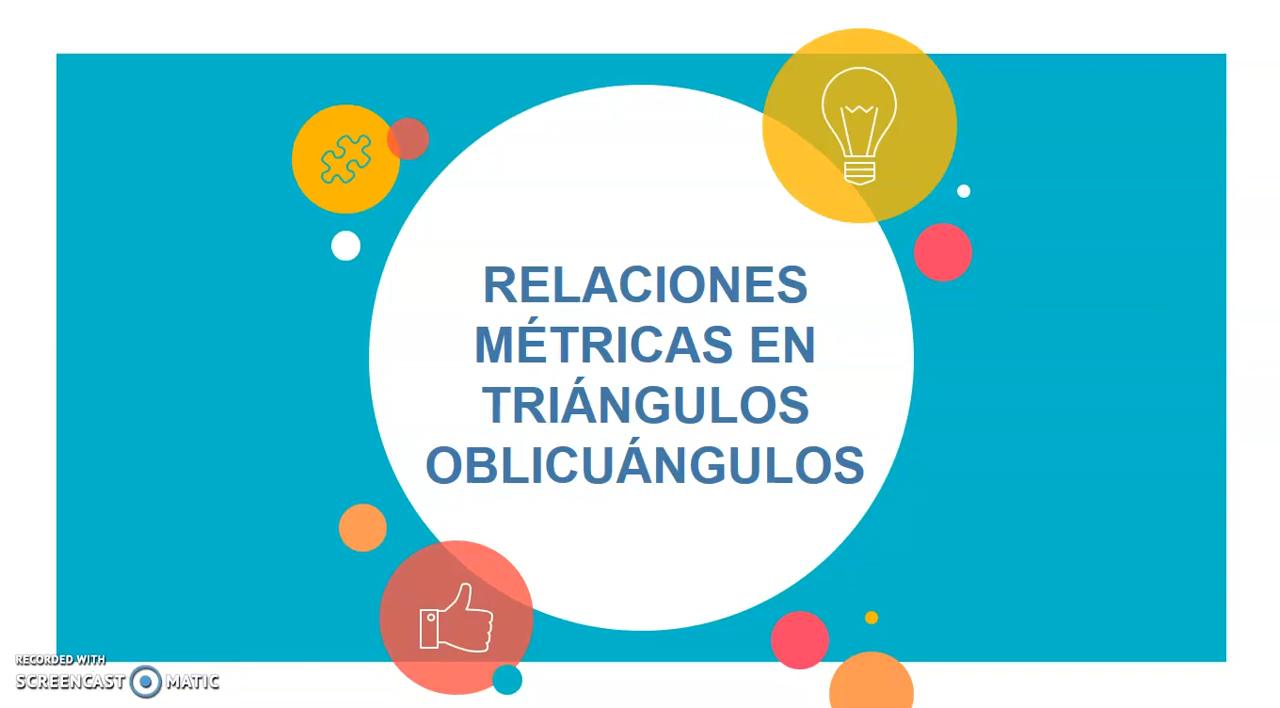 RELACIONES
MÉTRICAS EN
TRIÁNGULOS
OBLICUÁNGULOS
RECORDED WITH
SCREENCAST MATIC